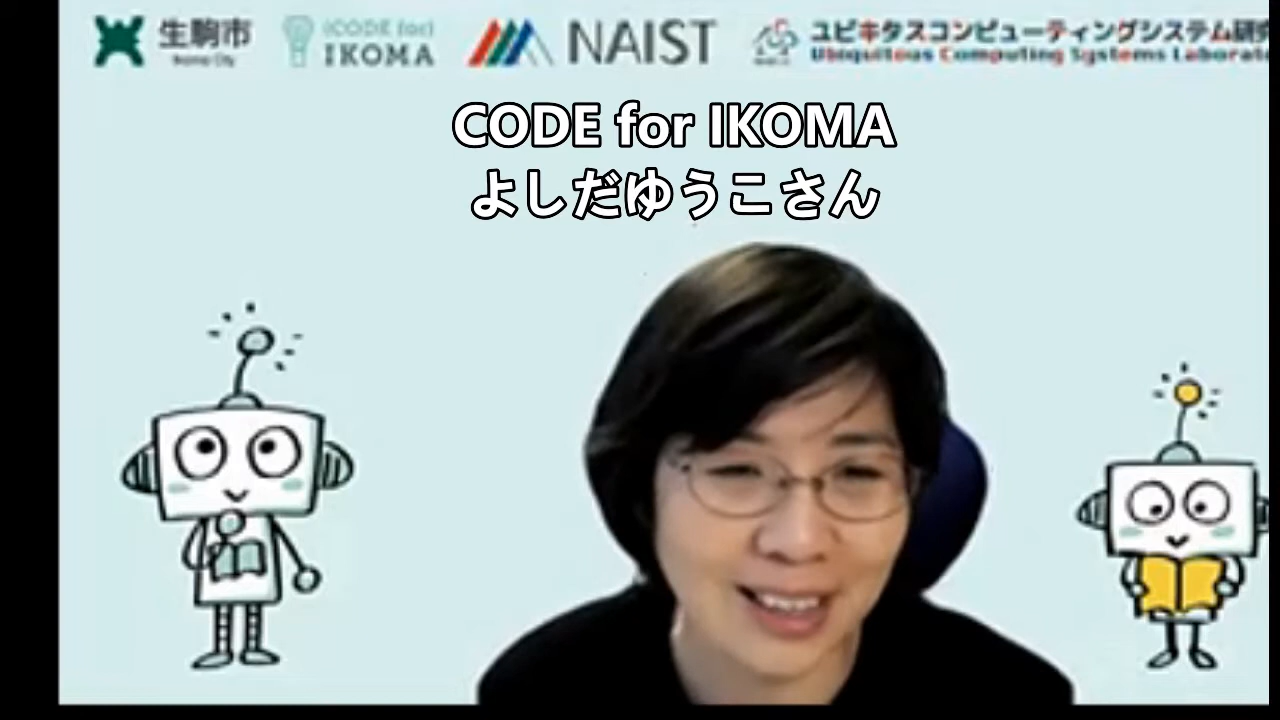 生駒市
Ikoma City
{CODE for}
IKOMA
NAIST
ユビキタスコンピューティングシステム研究
Ubiquitous Computing Systems Laborat
CODE for IKOMA
よしだゆうこさん